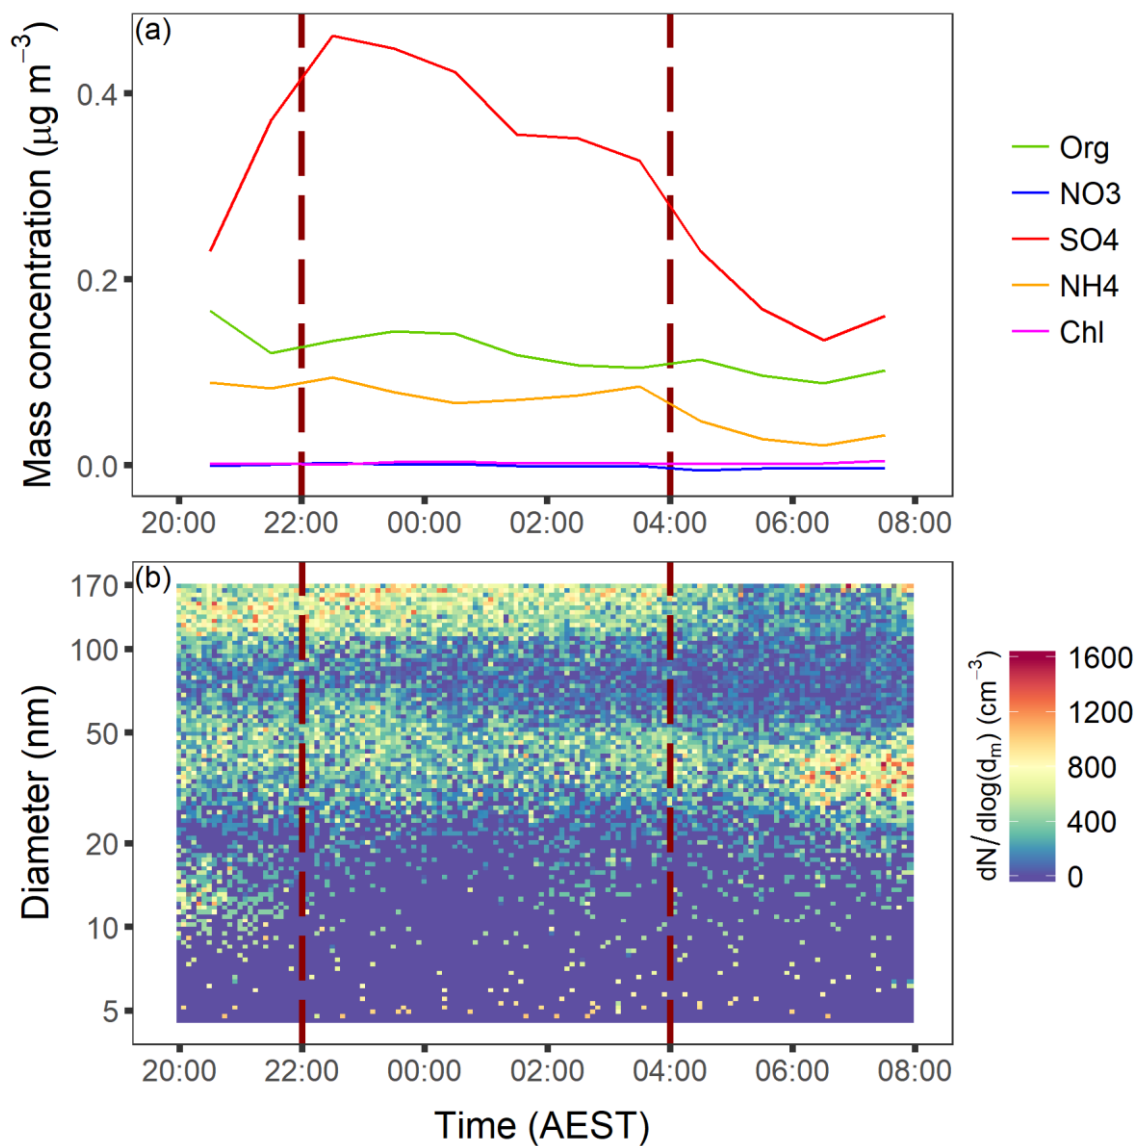 (a)
Mass concentration (μg m⁻³)
0.4
0.2
0.0
20:00 22:00 00:00 02:00 04:00 06:00 08:00
Org
NO3
SO4
NH4
Chl
(b)
Diameter (nm)
170
100
50
20
10
5
20:00 22:00 00:00 02:00 04:00 06:00 08:00
Time (AEST)
dN/dlog(dₘ) (cm⁻³)
1600
1200
800
400
0